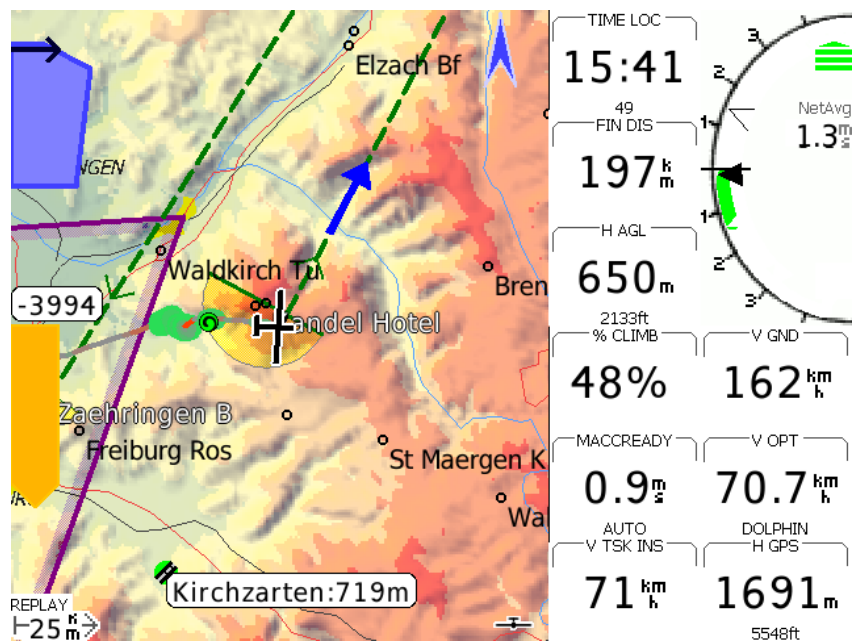 Elzach Bf
NGEN
Waldkirch Tu
Bren
-3994
andel Hotel
Zaehringen B
Freiburg Ros
St Maergen K
Wal
Kirchzarten:719m
REPLAY
25 km
TIME LOC
15:41
49
FIN DIS
197 km
H AGL
650 m
2133ft
% CLIMB
48%
V GND
162 km h
MACCREADY
0.9 m s
AUTO
V OPT
70.7 km h
DOLPHIN
V TSK INS
71 km h
H GPS
1691 m
5548ft
3
2
1
NetAvg
1.3 m s
1
2
3